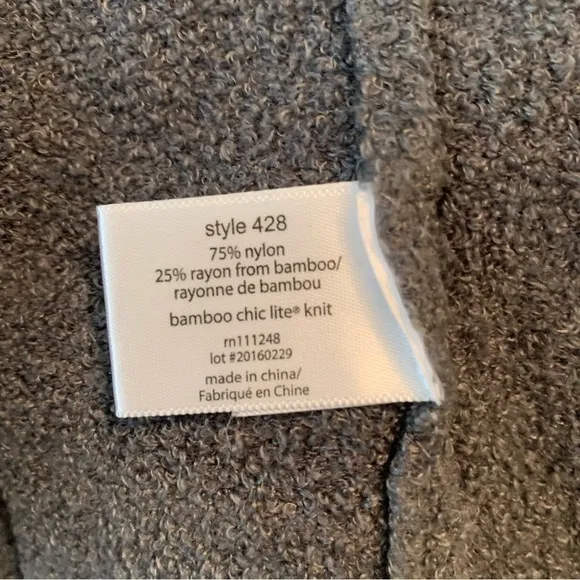 style 428
75% nylon
25% rayon from bamboo/
rayonne de bambou
bamboo chic lite® knit
rn111248
lot #20160229
made in china/
Fabriqué en Chine